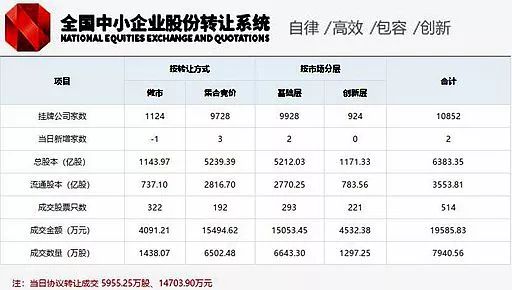 全国中小企业股份转让系统
NATIONAL EQUITIES EXCHANGE AND QUOTATIONS
自律 /高效 /包容 /创新
项目 按转让方式 按市场分层 合计
做市 集合竞价 基础层 创新层
挂牌公司家数 1124 9728 9928 924 10852
当日新增家数 -1 3 2 0 2
总股本（亿股） 1143.97 5239.39 5212.03 1171.33 6383.35
流通股本（亿股） 737.10 2816.70 2770.25 783.56 3553.81
成交股票只数 322 192 293 221 514
成交金额（万元） 4091.21 15494.62 15053.45 4532.38 19585.83
成交数量（万股） 1438.07 6502.48 6643.30 1297.25 7940.56
注：当日协议转让成交 5955.25万股、14703.90万元